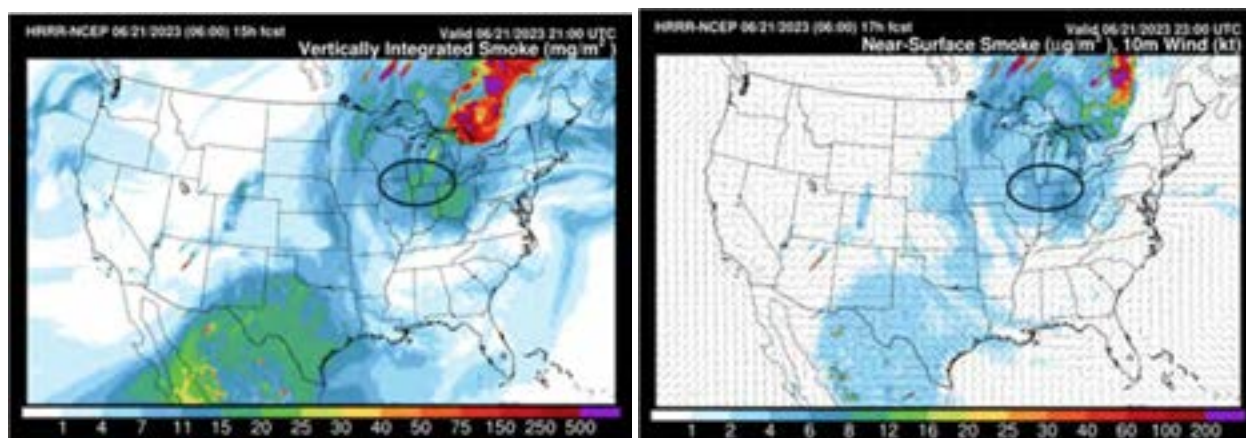 HRRR-NCEP 06/21/2023 (06:00) 15h fcst
Valid 06/21/2023 21:00 UTC
Vertically Integrated Smoke (mg/m²)
1 4 7 11 15 20 25 30 40 50 75 150 250 500
HRRR-NCEP 06/21/2023 (06:00) 17h fcst
Valid 06/21/2023 23:00 UTC
Near-Surface Smoke (μg/m³), 10m Wind (kt)
1 2 4 6 8 12 16 20 25 30 40 60 100 200